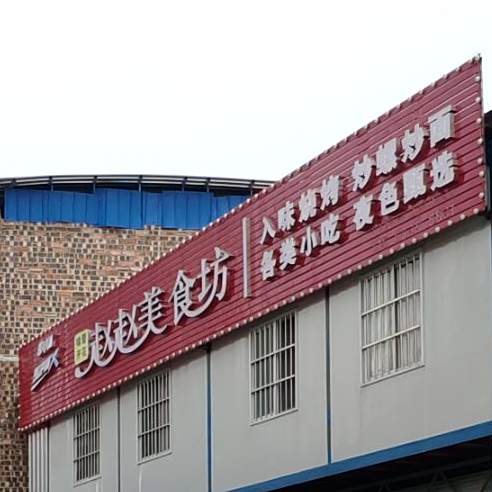 赵赵美食坊
入味烧烤 炒螺炒面
各类小吃 夜色甄选